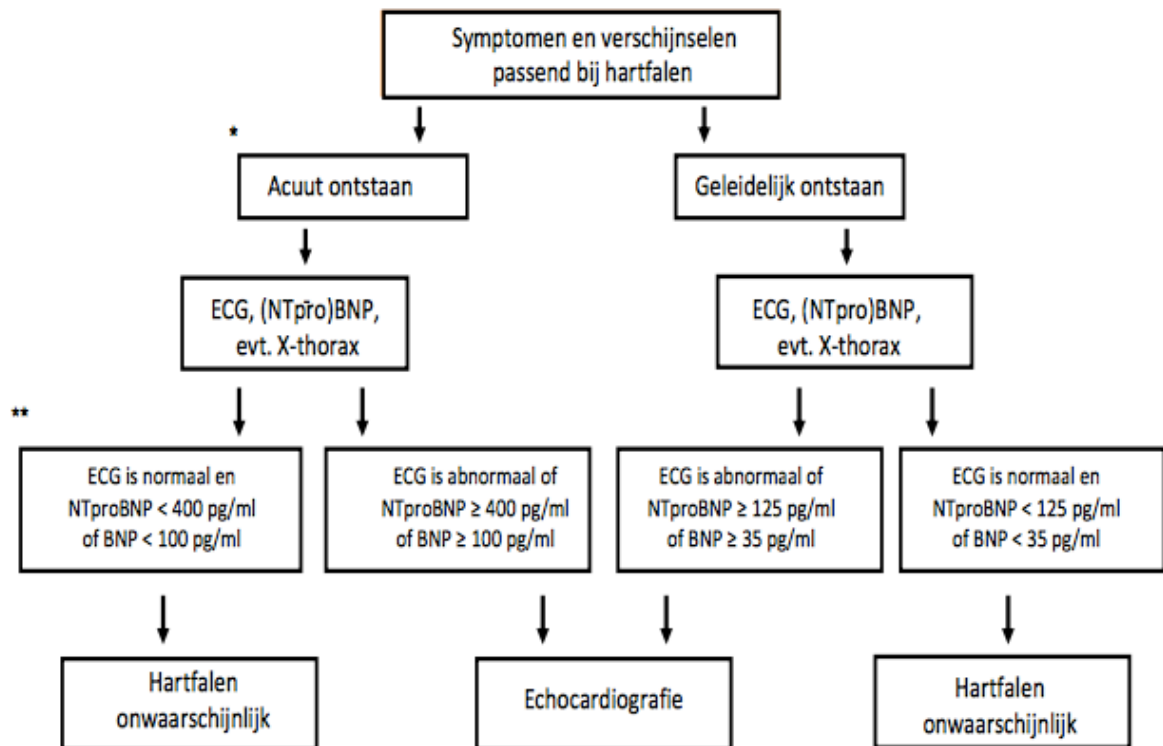 Symptomen en verschijnselen
passend bij hartfalen
*
Acuut ontstaan
Geleidelijk ontstaan
ECG, (NTpro)BNP,
evt. X-thorax
ECG, (NTpro)BNP,
evt. X-thorax
**
ECG is normaal en
NTproBNP < 400 pg/ml
of BNP < 100 pg/ml
ECG is abnormaal of
NTproBNP ≥ 400 pg/ml
of BNP ≥ 100 pg/ml
ECG is abnormaal of
NTproBNP ≥ 125 pg/ml
of BNP ≥ 35 pg/ml
ECG is normaal en
NTproBNP < 125 pg/ml
of BNP < 35 pg/ml
Hartfalen
onwaarschijnlijk
Echocardiografie
Hartfalen
onwaarschijnlijk